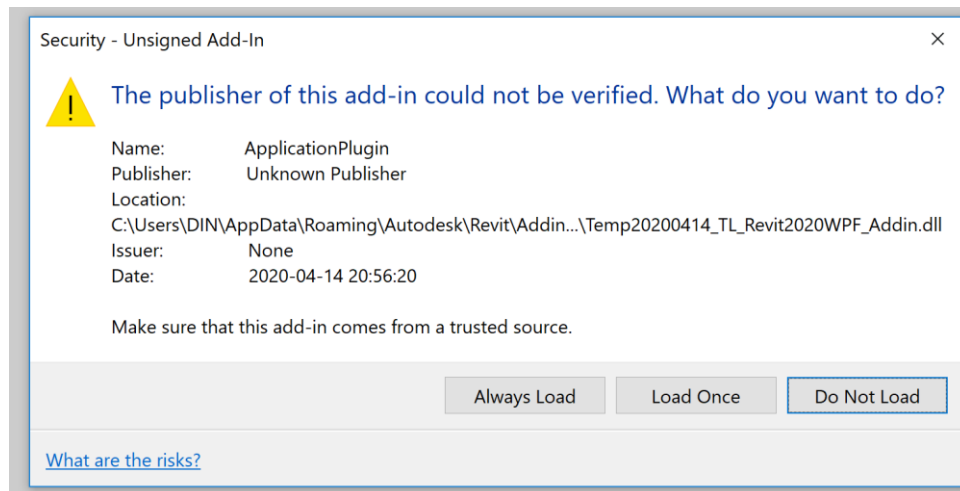 Security - Unsigned Add-In
The publisher of this add-in could not be verified. What do you want to do?
Name: ApplicationPlugin
Publisher: Unknown Publisher
Location:
C:\Users\DIN\AppData\Roaming\Autodesk\Revit\Addin...\Temp20200414_TL_Revit2020WPF_Addin.dll
Issuer: None
Date: 2020-04-14 20:56:20
Make sure that this add-in comes from a trusted source.
Always Load Load Once Do Not Load
What are the risks?